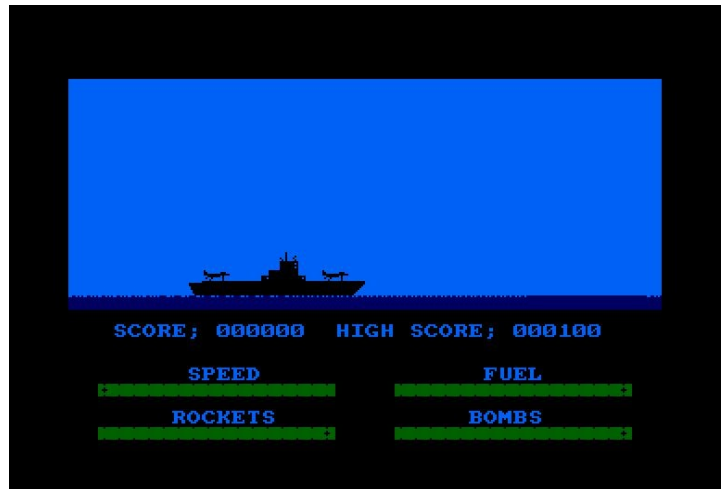 SCORE; 000000 HIGH SCORE; 000100
SPEED FUEL
ROCKETS BOMBS